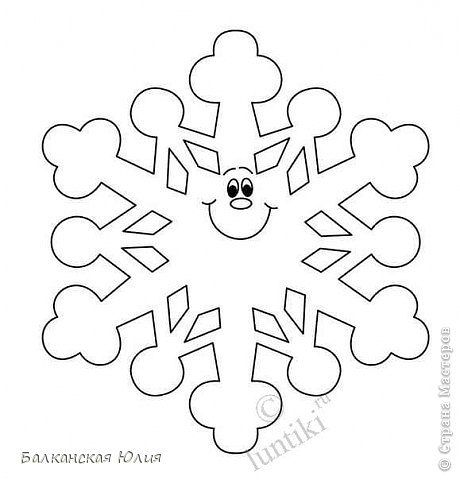 © luntiki.ru
Балканская Юлия
© Страна Мастеров